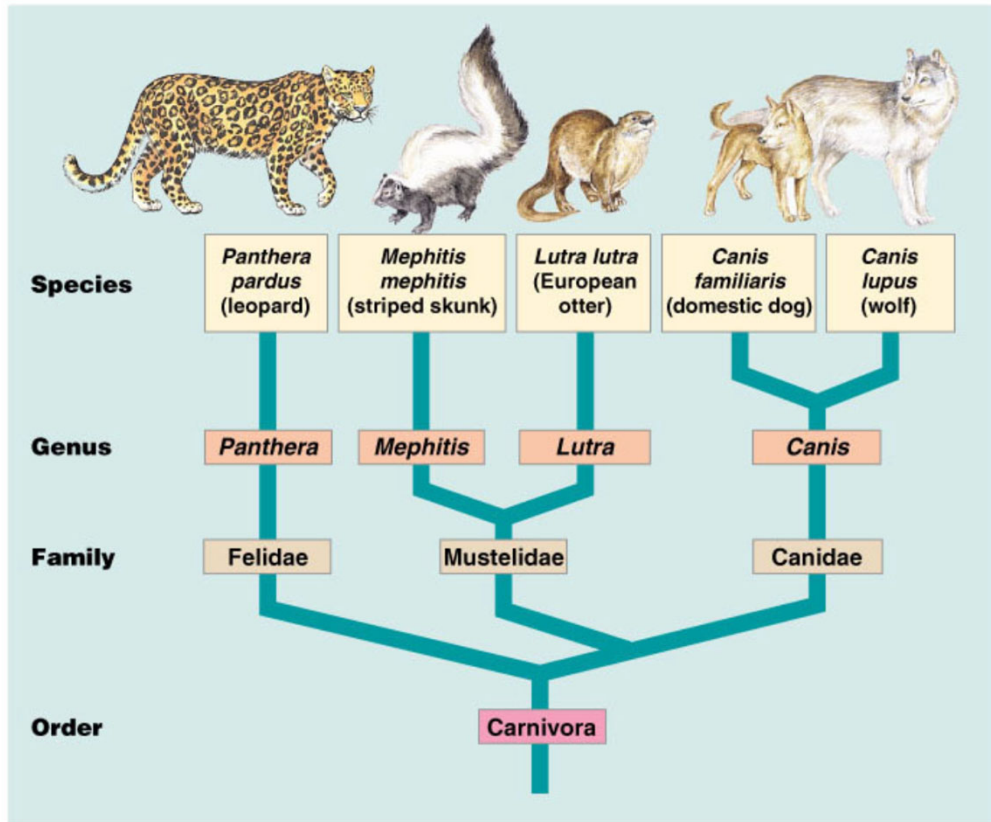 Species
Panthera
pardus
(leopard)
Mephitis
mephitis
(striped skunk)
Lutra lutra
(European
otter)
Canis
familiaris
(domestic dog)
Canis
lupus
(wolf)
Genus
Panthera
Mephitis
Lutra
Canis
Family
Felidae
Mustelidae
Canidae
Order
Carnivora